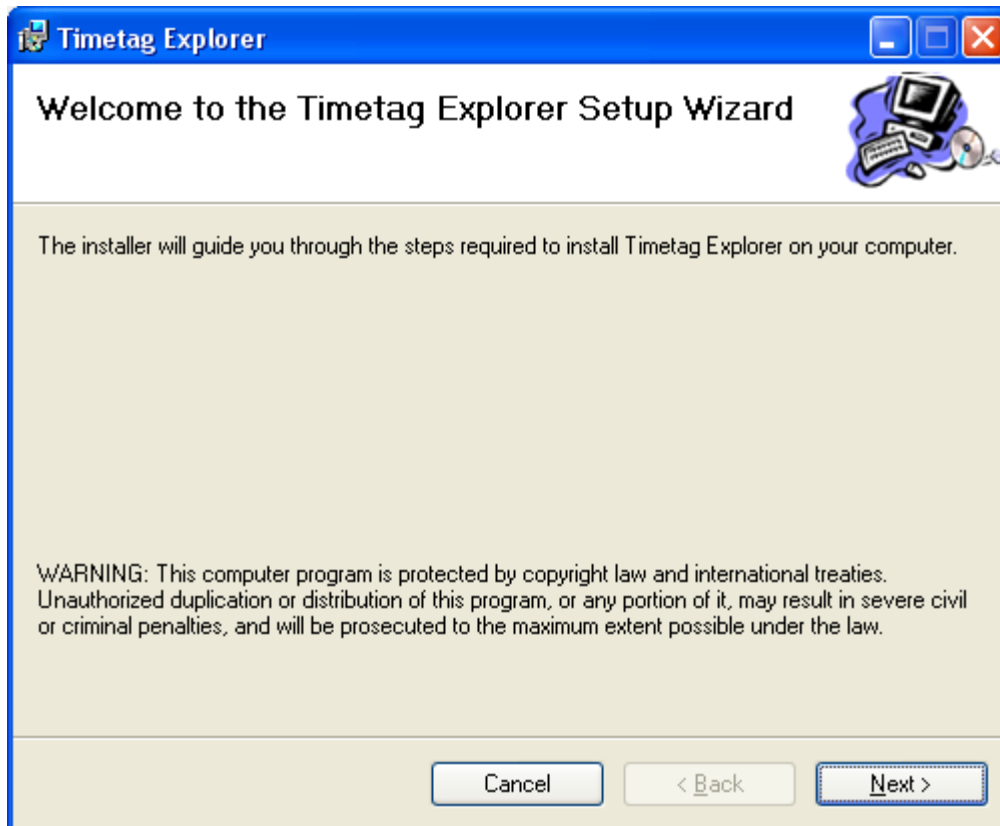 Timetag Explorer
Welcome to the Timetag Explorer Setup Wizard
The installer will guide you through the steps required to install Timetag Explorer on your computer.
WARNING: This computer program is protected by copyright law and international treaties.
Unauthorized duplication or distribution of this program, or any portion of it, may result in severe civil
or criminal penalties, and will be prosecuted to the maximum extent possible under the law.
Cancel
< Back
Next >